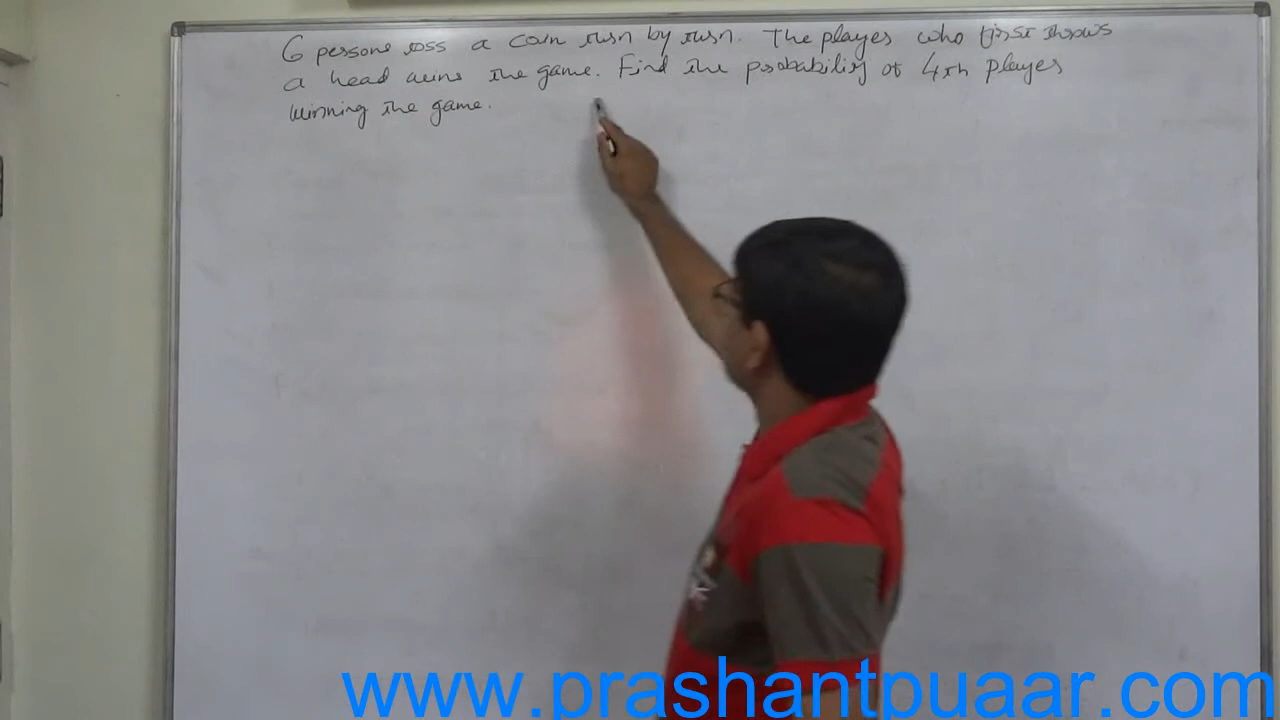 6 persons toss a coin turn by turn. The player who first throws
a head wins the game. Find the probability of 4th player
winning the game.
www.prashantpuaar.com